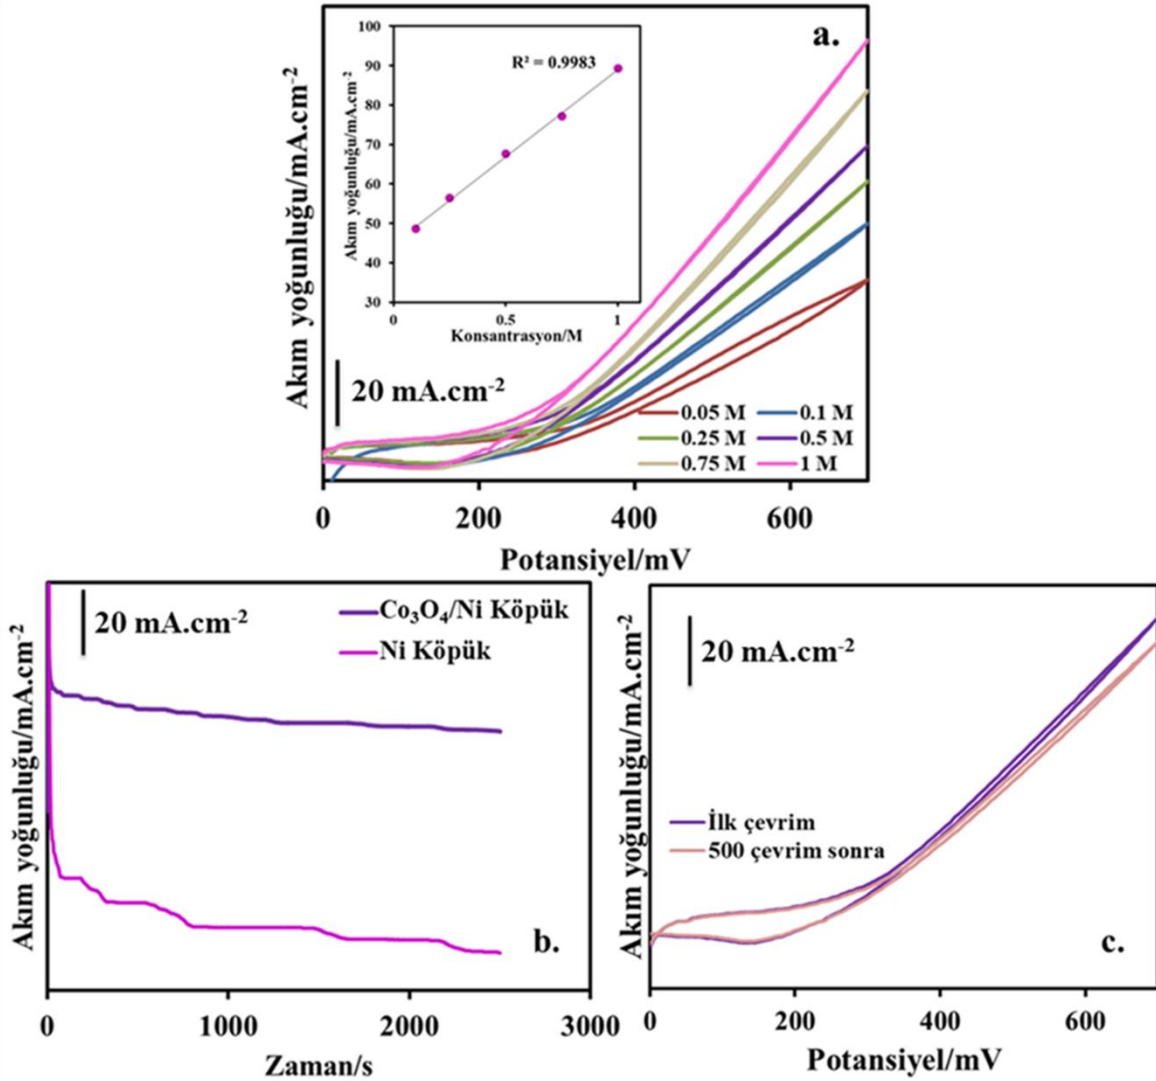 a.
Akım yoğunluğu/mA.cm-2
100
90
80
70
60
50
40
30
R² = 0.9983
Akım yoğunluğu/mA.cm-2
0 0.5 1
Konsantrasyon/M
20 mA.cm-2
0.05 M 0.1 M
0.25 M 0.5 M
0.75 M 1 M
0 200 400 600
Potansiyel/mV
Akım yoğunluğu/mA.cm-2
20 mA.cm-2
Co3O4/Ni Köpük
Ni Köpük
b.
0 1000 2000 3000
Zaman/s
Akım yoğunluğu/mA.cm-2
20 mA.cm-2
İlk çevrim
500 çevrim sonra
c.
0 200 400 600
Potansiyel/mV